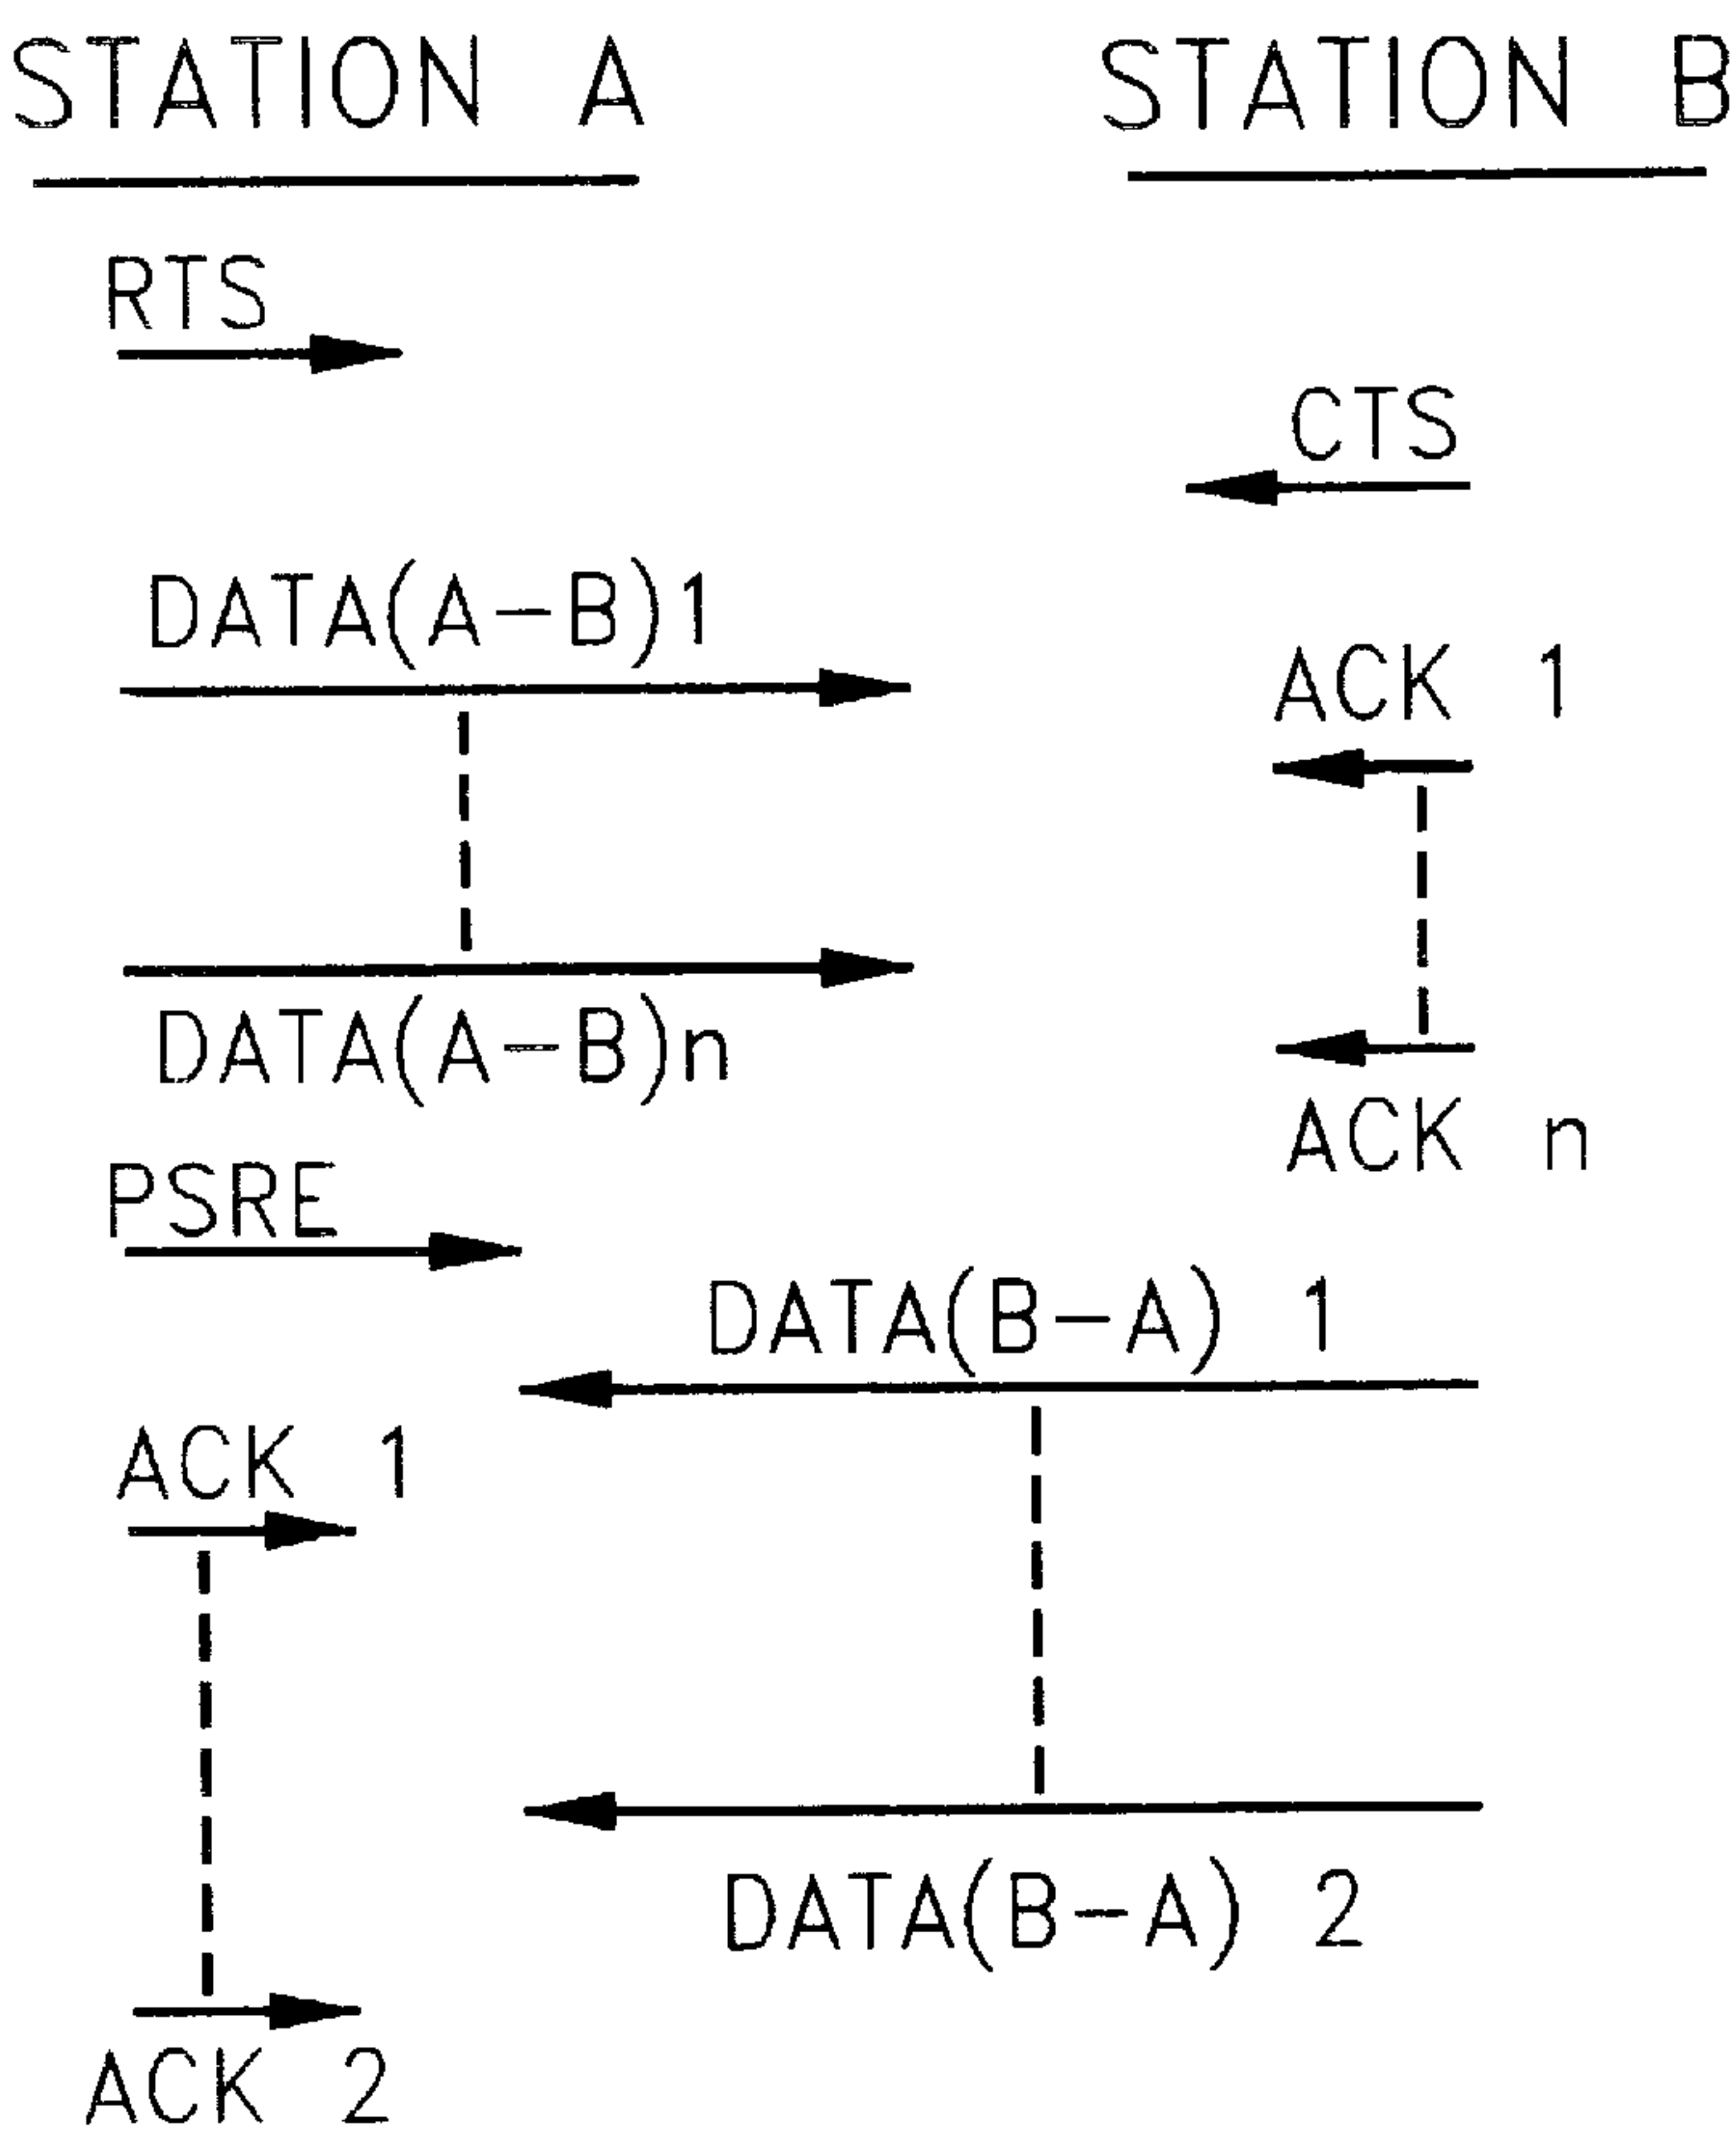 STATION A
STATION B
RTS
CTS
DATA(A-B)1
ACK 1
DATA(A-B)n
ACK n
PSRE
DATA(B-A) 1
ACK 1
DATA(B-A) 2
ACK 2